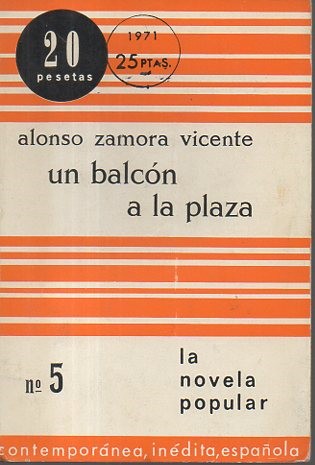 20
pesetas
1971
25 PTAS.
alonso zamora vicente
un balcón
a la plaza
nº 5
la
novela
popular
contemporánea, inédita, española